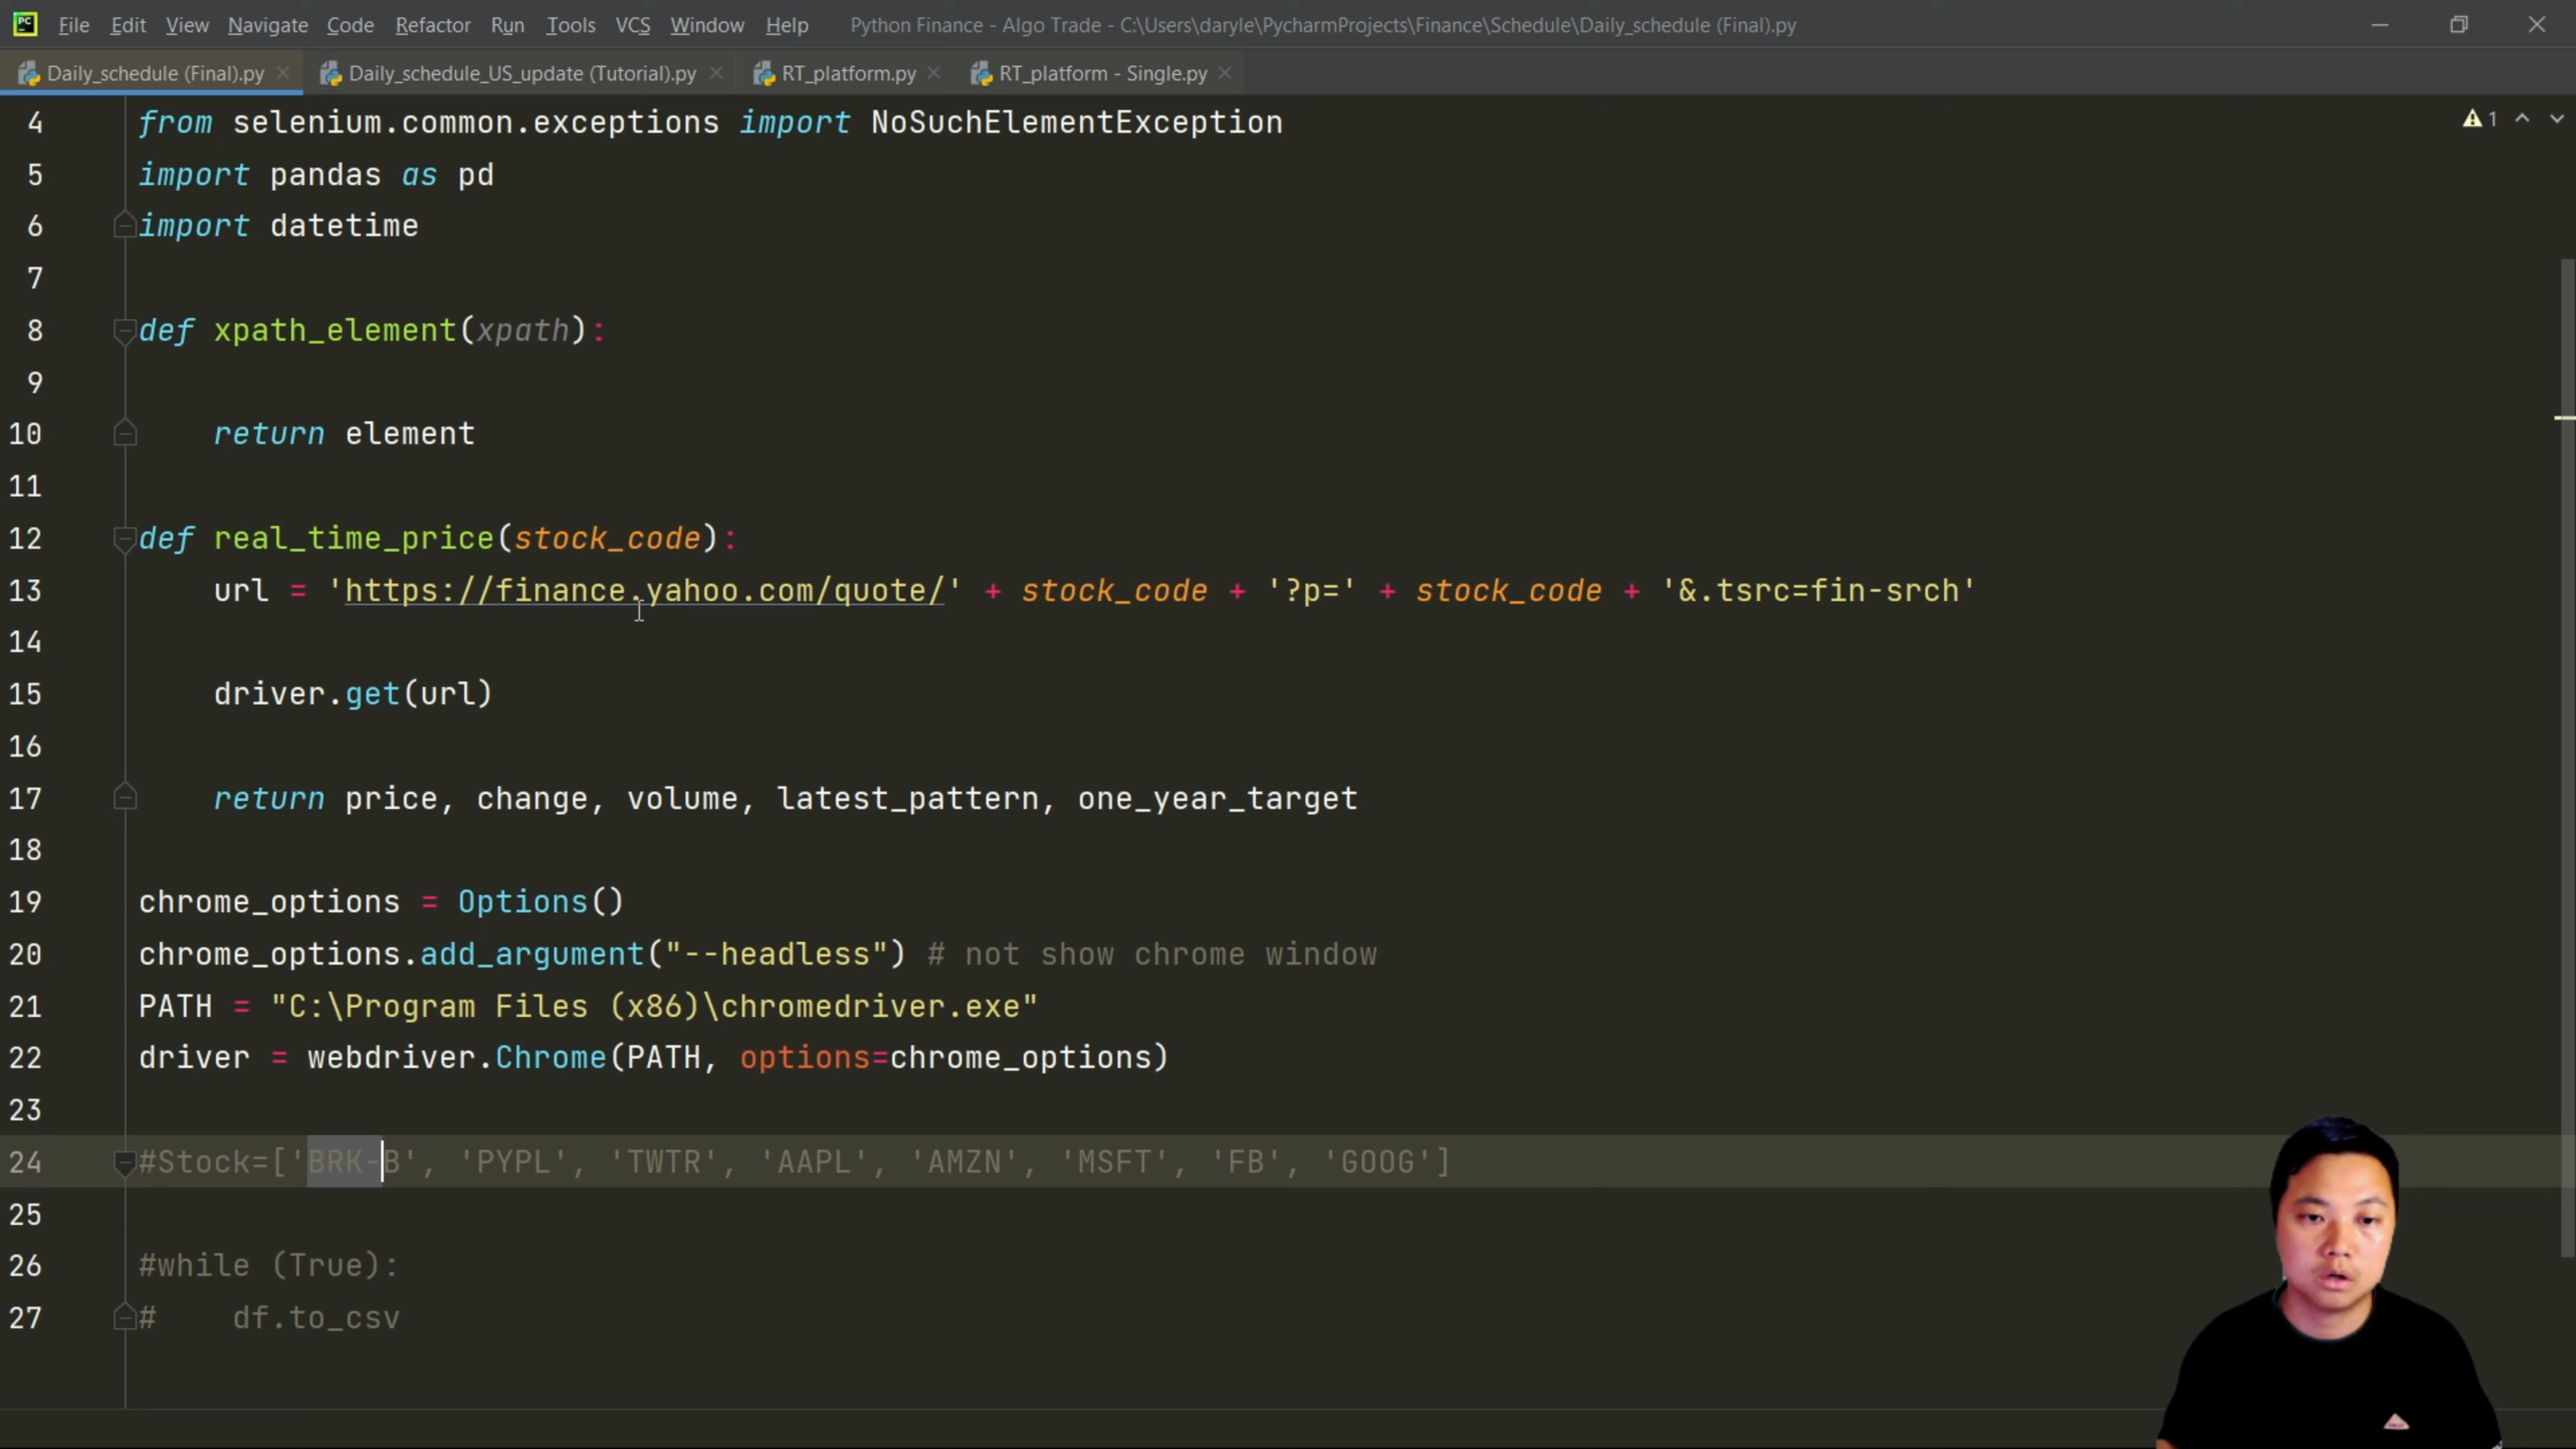 PC File Edit View Navigate Code Refactor Run Tools VCS Window Help Python Finance - Algo Trade - C:\Users\daryle\PycharmProjects\Finance\Schedule\Daily_schedule (Final).py
Daily_schedule (Final).py Daily_schedule_US_update (Tutorial).py RT_platform.py RT_platform - Single.py
4 from selenium.common.exceptions import NoSuchElementException 1
5 import pandas as pd
6 import datetime
7
8 def xpath_element(xpath):
9
10 return element
11
12 def real_time_price(stock_code):
13 url = 'https://finance.yahoo.com/quote/' + stock_code + '?p=' + stock_code + '&.tsrc=fin-srch'
14
15 driver.get(url)
16
17 return price, change, volume, latest_pattern, one_year_target
18
19 chrome_options = Options()
20 chrome_options.add_argument("--headless") # not show chrome window
21 PATH = "C:\Program Files (x86)\chromedriver.exe"
22 driver = webdriver.Chrome(PATH, options=chrome_options)
23
24 #Stock=['BRK-B', 'PYPL', 'TWTR', 'AAPL', 'AMZN', 'MSFT', 'FB', 'GOOG']
25
26 #while (True):
27 # df.to_csv